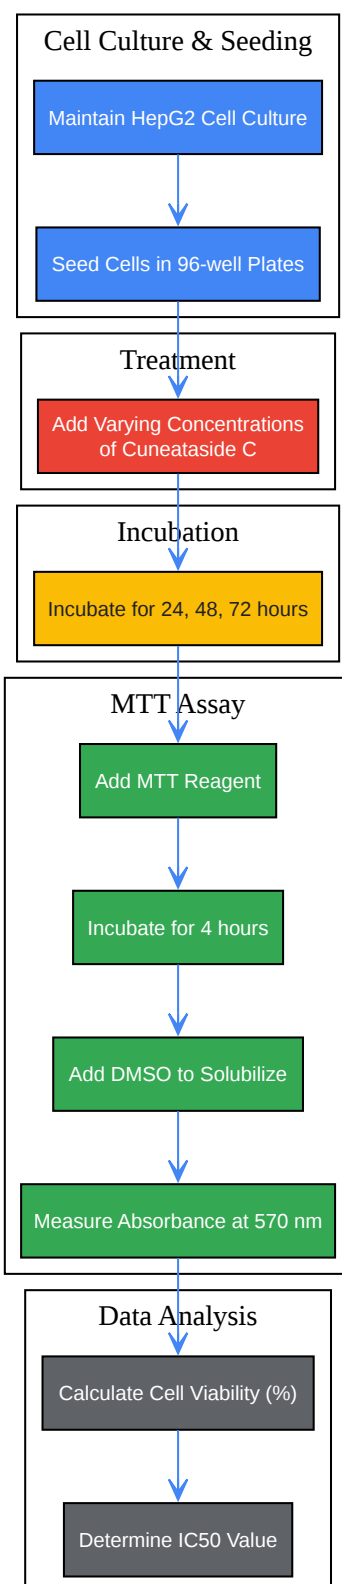 Cell Culture & Seeding
Maintain HepG2 Cell Culture
Seed Cells in 96-well Plates
Treatment
Add Varying Concentrations
of Cuneataside C
Incubation
Incubate for 24, 48, 72 hours
MTT Assay
Add MTT Reagent
Incubate for 4 hours
Add DMSO to Solubilize
Measure Absorbance at 570 nm
Data Analysis
Calculate Cell Viability (%)
Determine IC50 Value